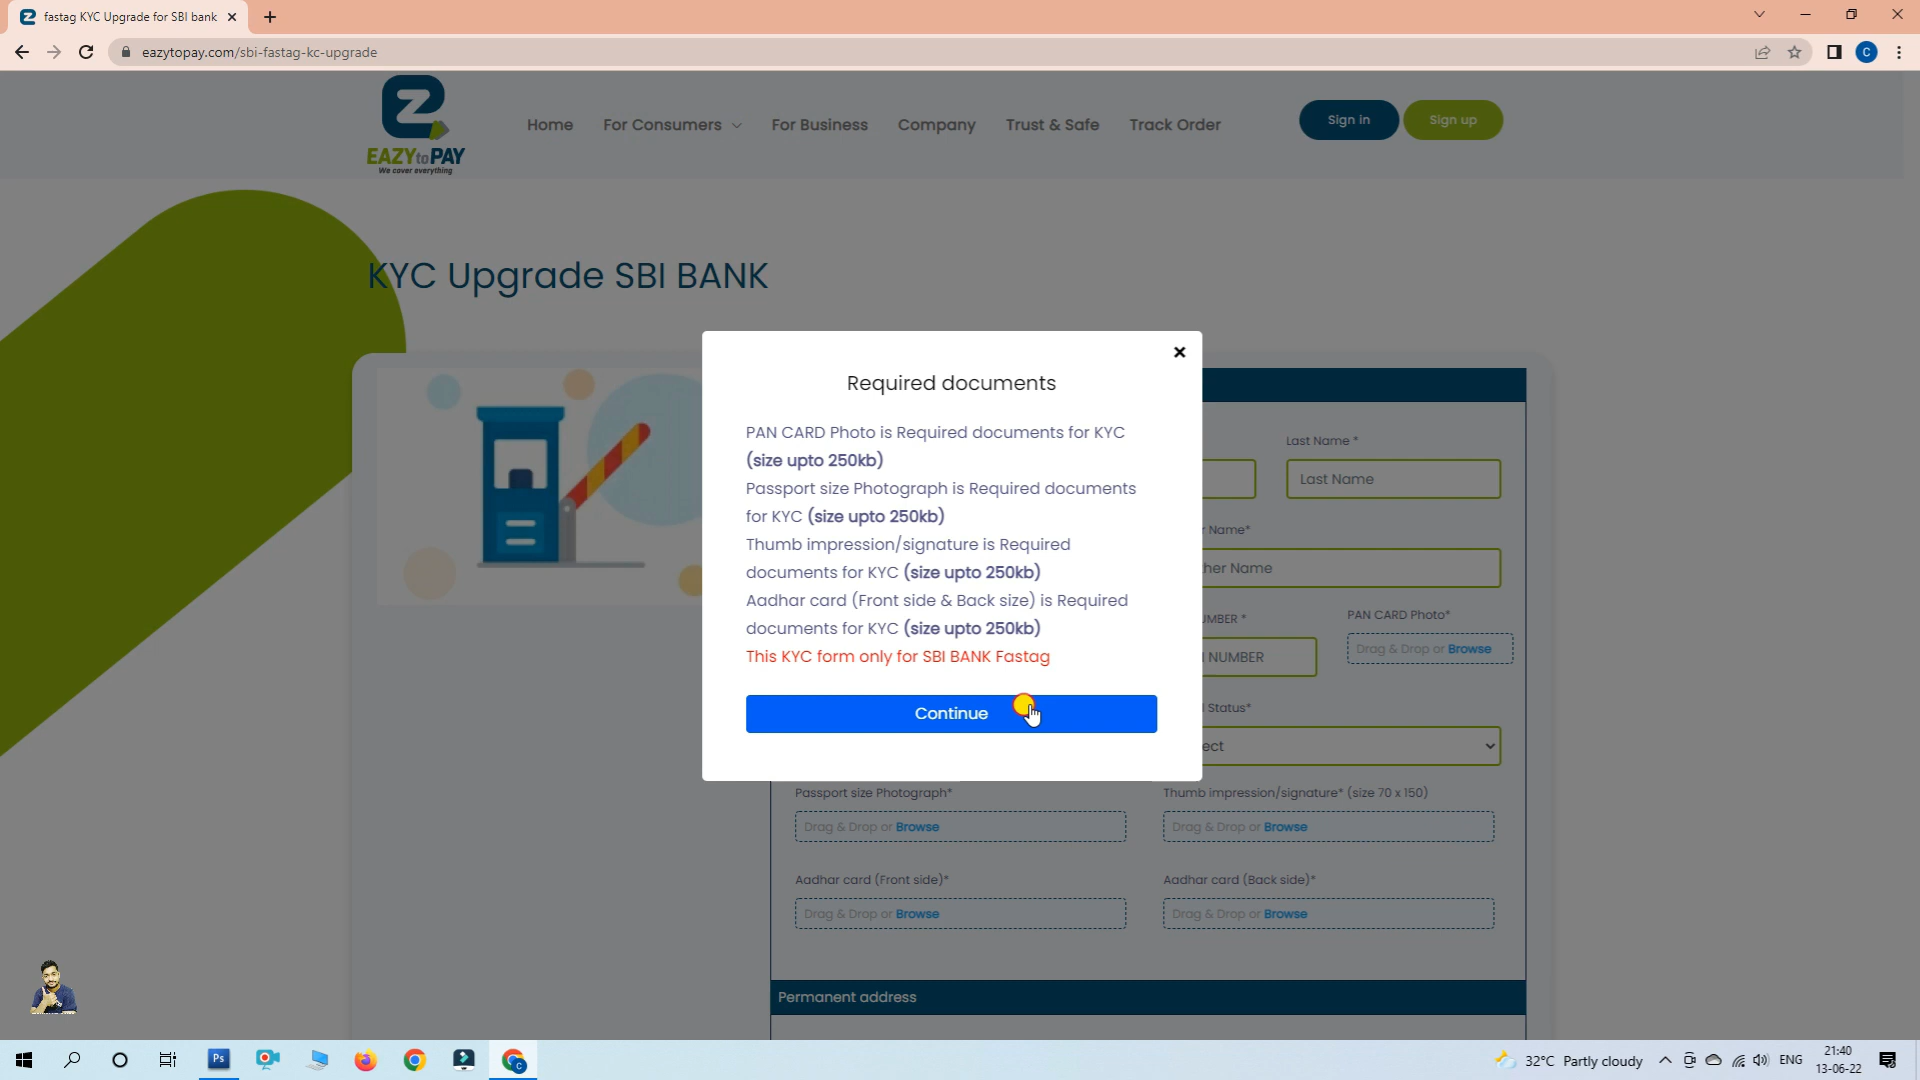 fastag KYC Upgrade for SBI bank
eazytopay.com/sbi-fastag-kc-upgrade
C
EAZYtoPAY
We cover everything
Home
For Consumers
For Business
Company
Trust & Safe
Track Order
Sign in
Sign up
KYC Upgrade SBI BANK
Required documents
PAN CARD Photo is Required documents for KYC
(size upto 250kb)
Passport size Photograph is Required documents
for KYC (size upto 250kb)
Thumb impression/signature is Required
documents for KYC (size upto 250kb)
Aadhar card (Front side & Back size) is Required
documents for KYC (size upto 250kb)
This KYC form only for SBI BANK Fastag
Continue
Last Name *
Last Name
r Name*
her Name
UMBER *
NUMBER
PAN CARD Photo*
Drag & Drop or Browse
l Status*
ect
Passport size Photograph*
Drag & Drop or Browse
Thumb impression/signature* (size 70 x 150)
Drag & Drop or Browse
Aadhar card (Front side)*
Drag & Drop or Browse
Aadhar card (Back side)*
Drag & Drop or Browse
Permanent address
Ps
C
32°C Partly cloudy
ENG
21:40
13-06-22